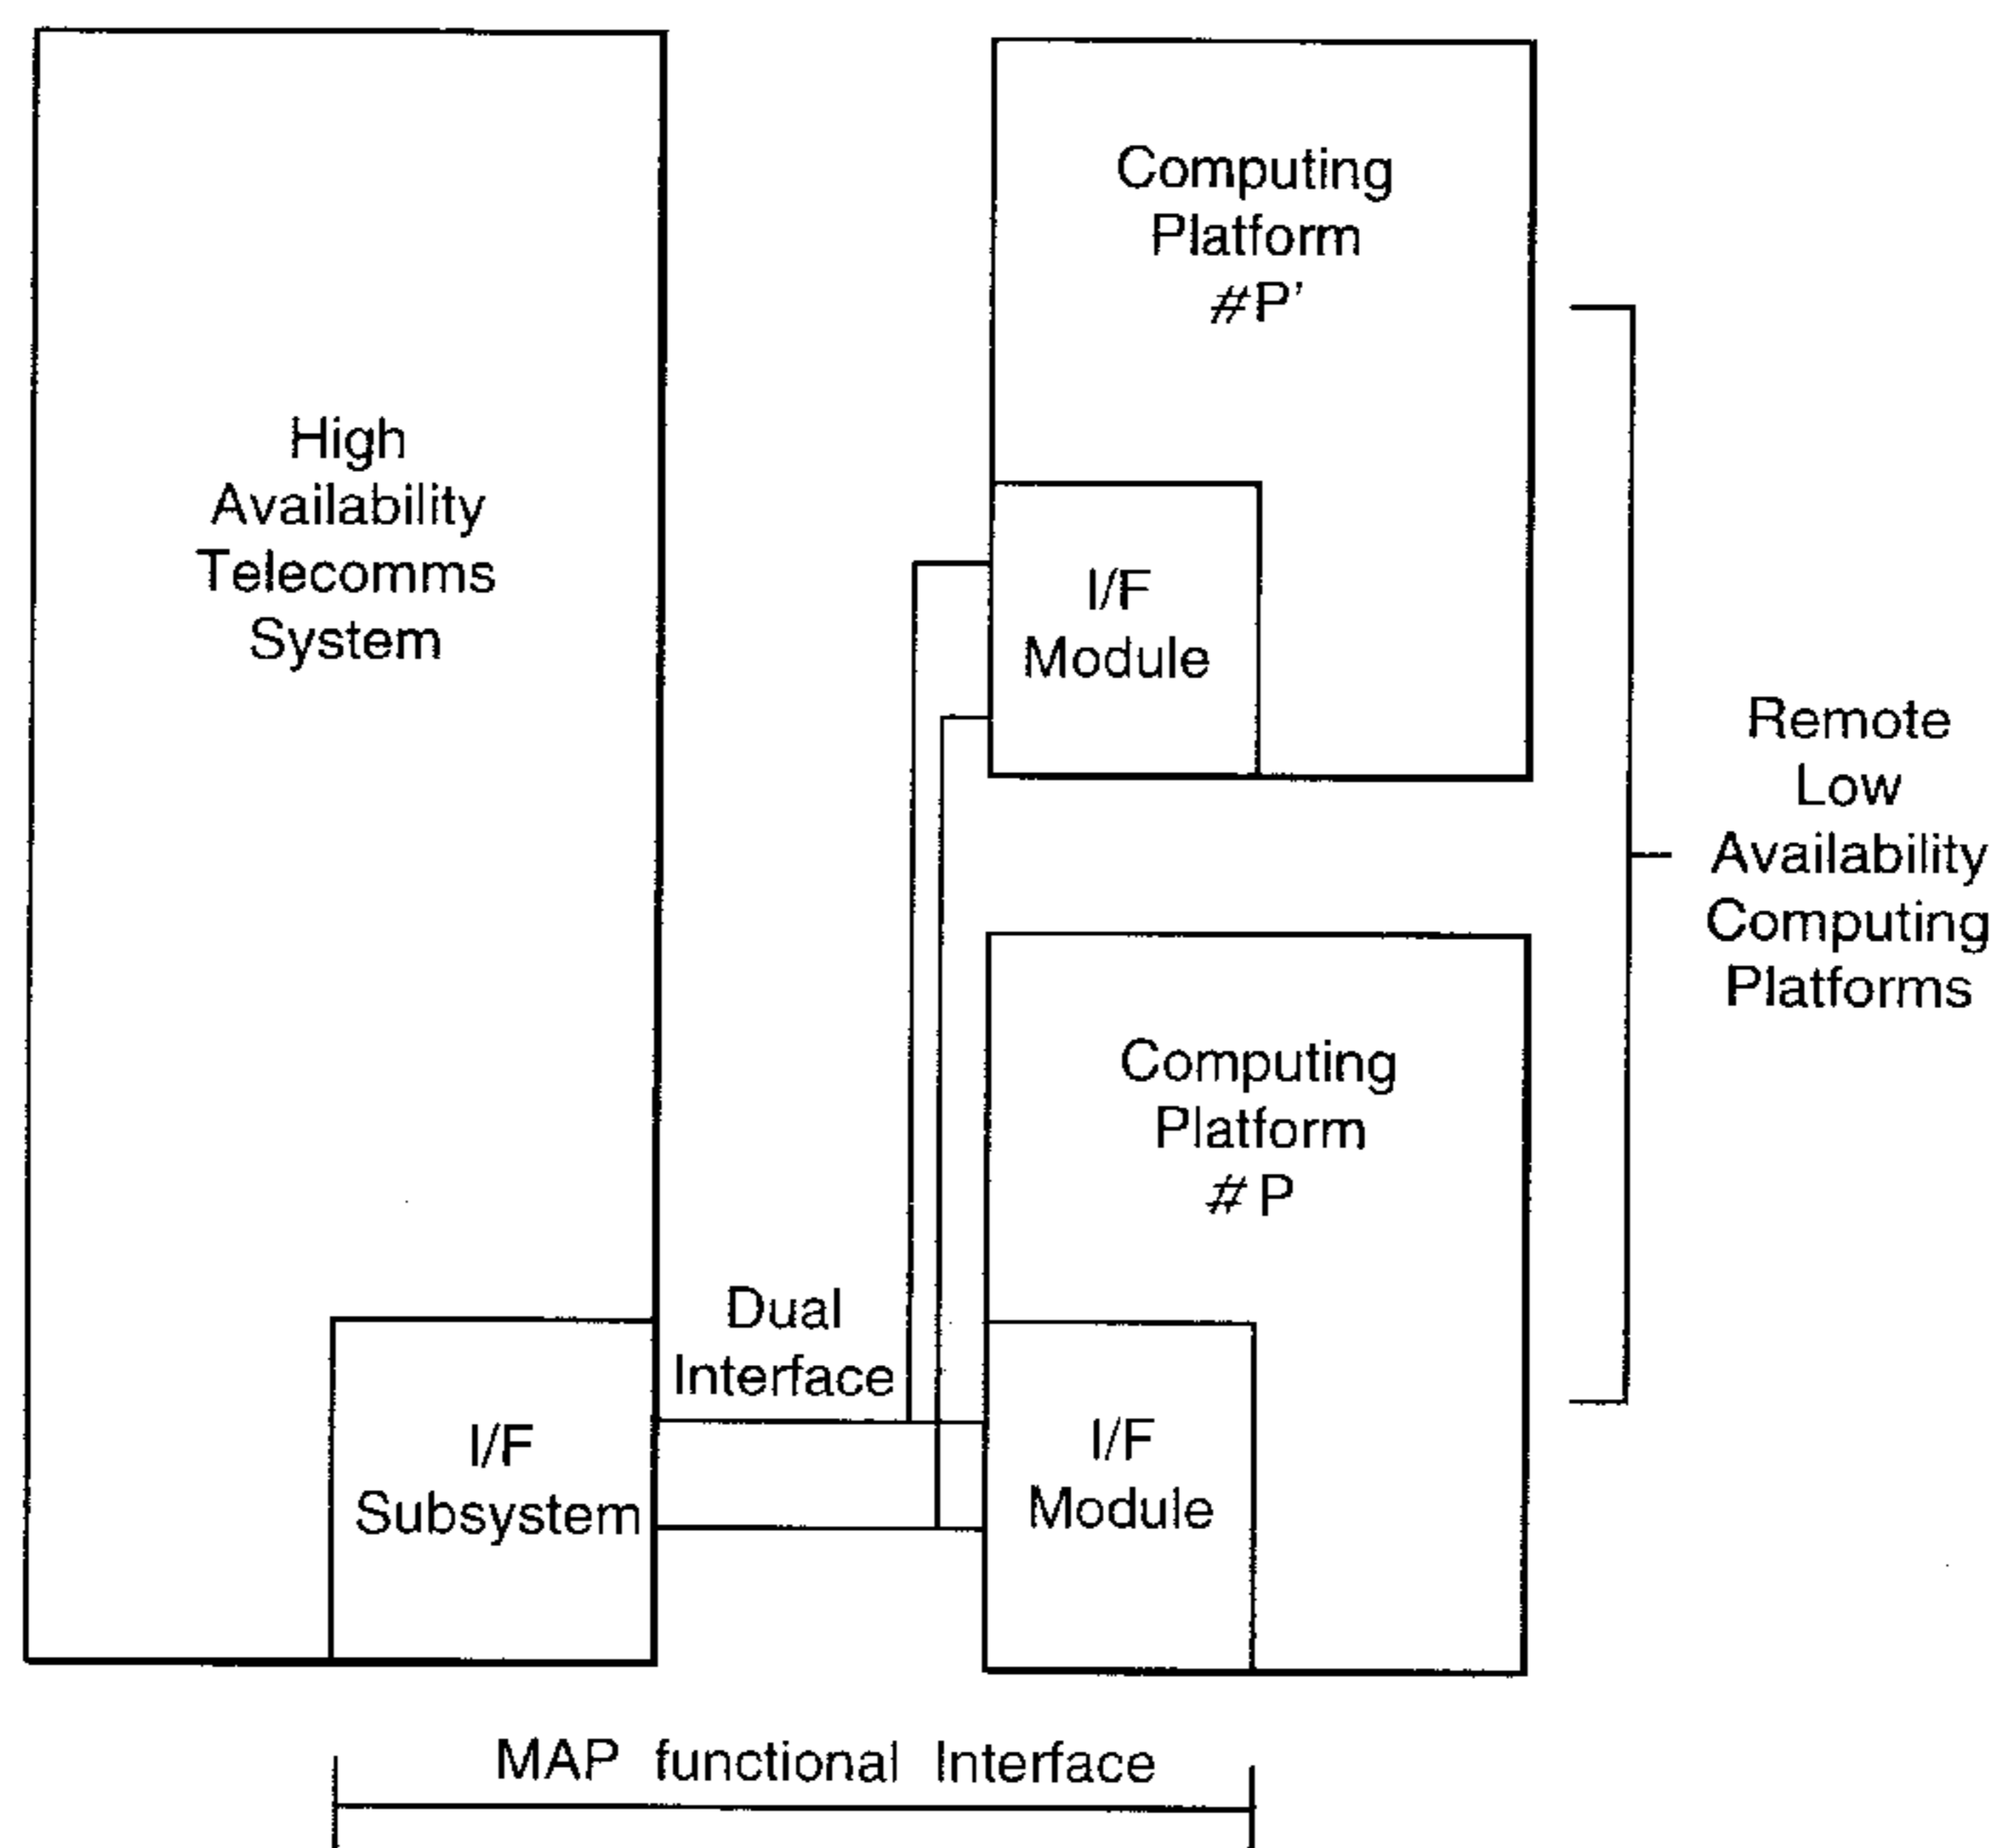 High
Availability
Telecomms
System
I/F
Subsystem
Dual
Interface
Computing
Platform
#P'
I/F
Module
Computing
Platform
# P
I/F
Module
Remote
Low
Availability
Computing
Platforms
MAP functional Interface